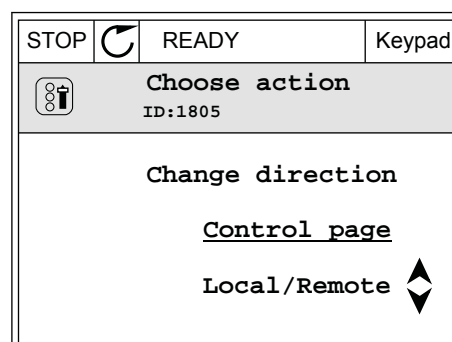 STOP READY Keypad
Choose action
ID:1805
Change direction
Control page
Local/Remote